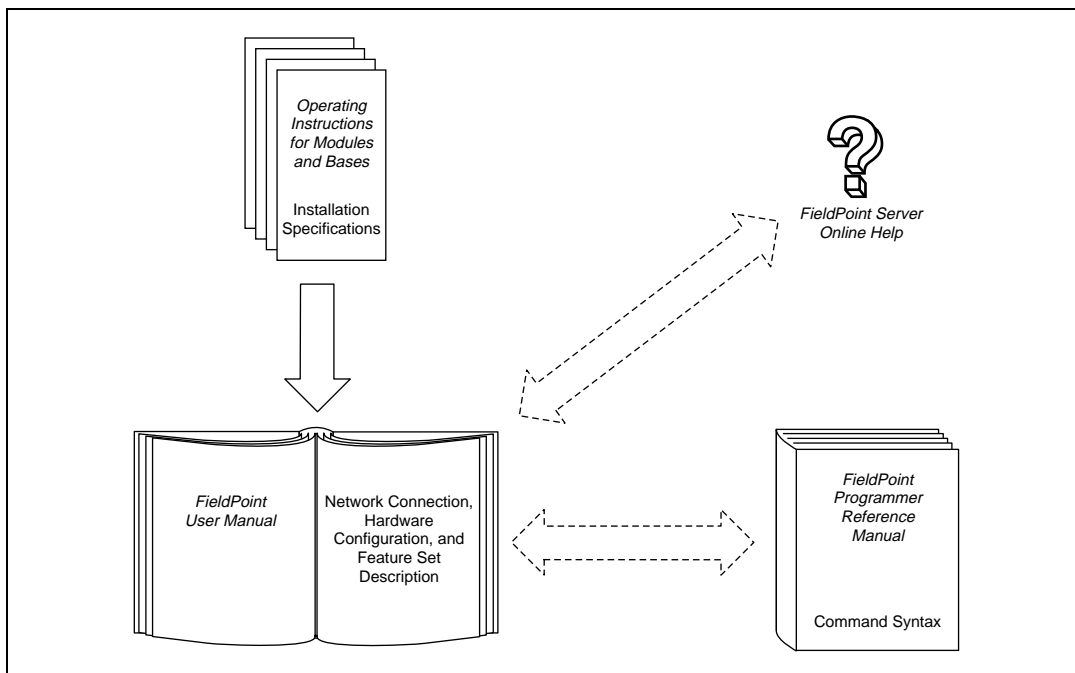 Operating
Instructions
for Modules
and Bases
Installation
Specifications
FieldPoint Server
Online Help
FieldPoint
User Manual
Network Connection,
Hardware
Configuration, and
Feature Set
Description
FieldPoint
Programmer
Reference
Manual
Command Syntax